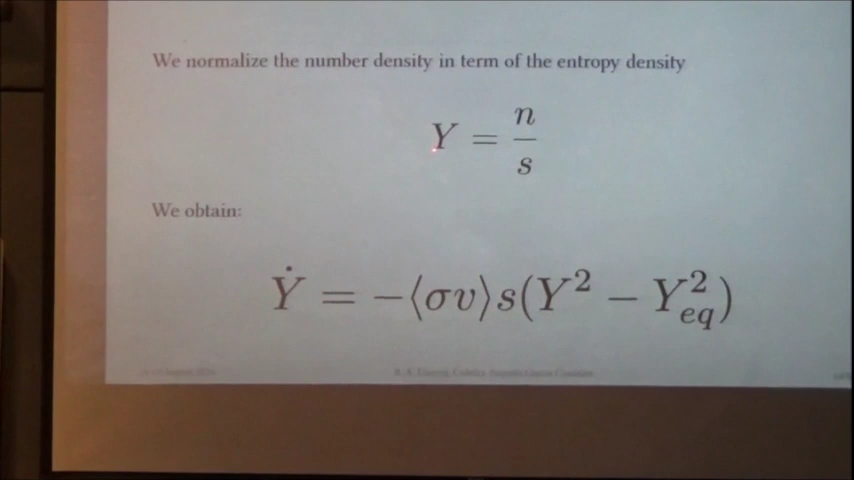 We normalize the number density in term of the entropy density
Y = n/s
We obtain:
Ẏ = −⟨σv⟩s(Y² − Y²_eq)